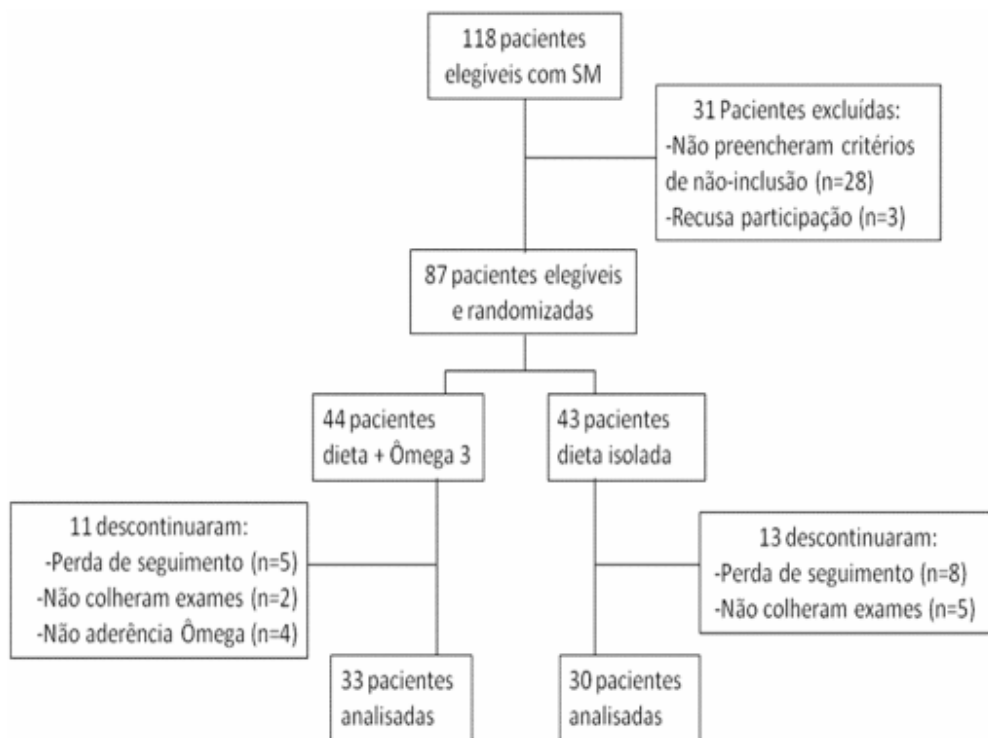 118 pacientes
elegíveis com SM
31 Pacientes excluídas:
-Não preencheram critérios
de não-inclusão (n=28)
-Recusa participação (n=3)
87 pacientes elegíveis
e randomizadas
44 pacientes
dieta + Ômega 3
43 pacientes
dieta isolada
11 descontinuaram:
-Perda de seguimento (n=5)
-Não colheram exames (n=2)
-Não aderência Ômega (n=4)
13 descontinuaram:
-Perda de seguimento (n=8)
-Não colheram exames (n=5)
33 pacientes
analisadas
30 pacientes
analisadas